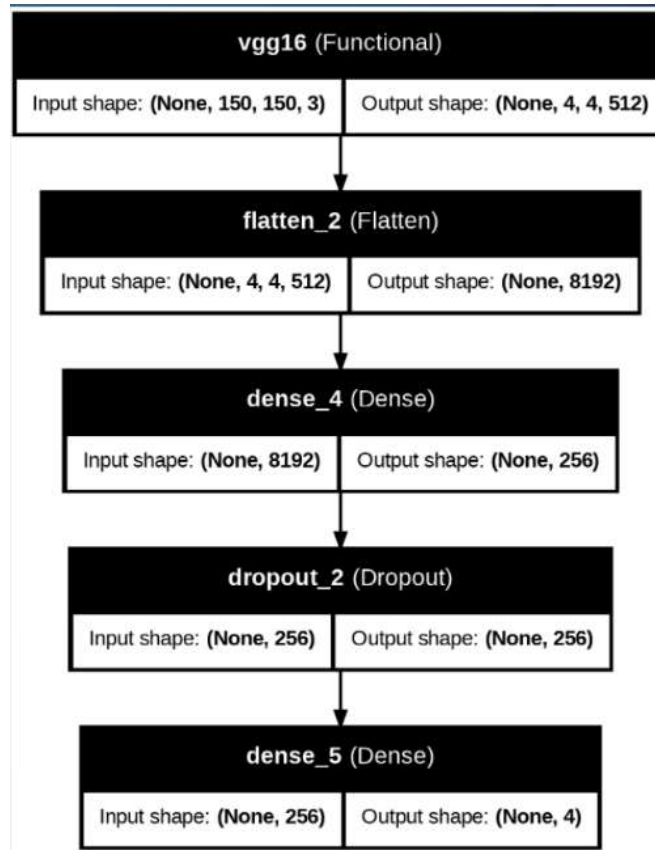 vgg16 (Functional)
Input shape: (None, 150, 150, 3) Output shape: (None, 4, 4, 512)
flatten_2 (Flatten)
Input shape: (None, 4, 4, 512) Output shape: (None, 8192)
dense_4 (Dense)
Input shape: (None, 8192) Output shape: (None, 256)
dropout_2 (Dropout)
Input shape: (None, 256) Output shape: (None, 256)
dense_5 (Dense)
Input shape: (None, 256) Output shape: (None, 4)